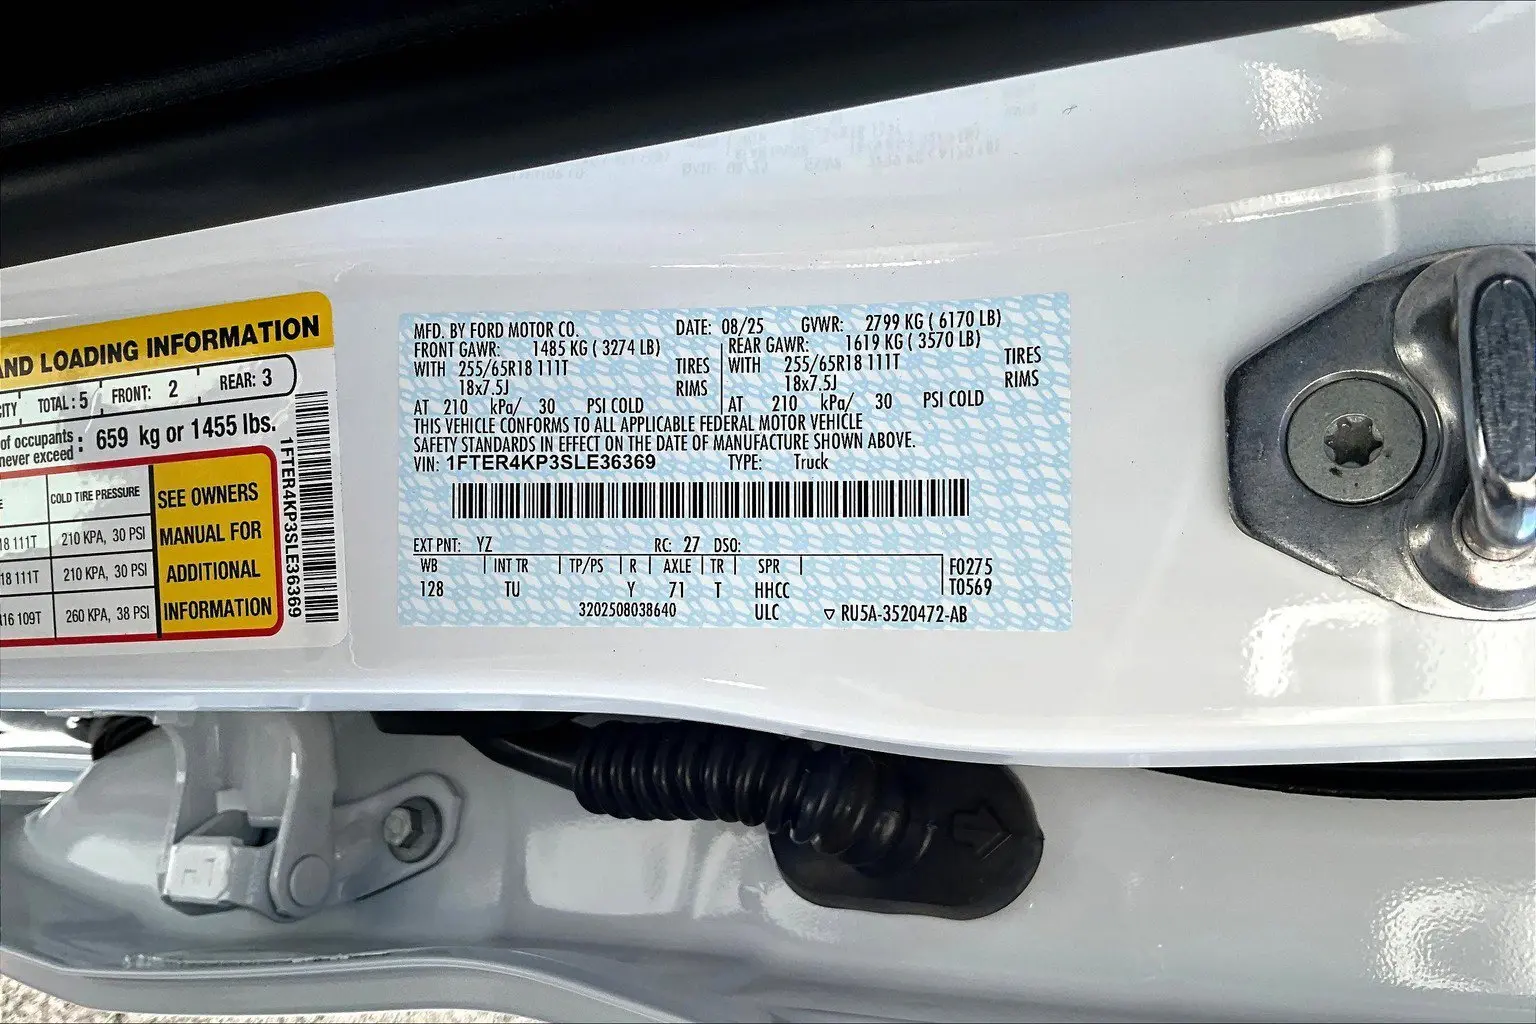 AND LOADING INFORMATION
CITY TOTAL: 5 FRONT: 2 REAR: 3
of occupants never exceed : 659 kg or 1455 lbs.
COLD TIRE PRESSURE
18 111T 210 KPA, 30 PSI
18 111T 210 KPA, 30 PSI
R16 109T 260 KPA, 38 PSI
SEE OWNERS
MANUAL FOR
ADDITIONAL
INFORMATION
1FTER4KP3SLE36369
MFD. BY FORD MOTOR CO. DATE: 08/25 GVWR: 2799 KG ( 6170 LB)
FRONT GAWR: 1485 KG ( 3274 LB) REAR GAWR: 1619 KG ( 3570 LB)
WITH 255/65R18 111T TIRES WITH 255/65R18 111T TIRES
18x7.5J RIMS 18x7.5J RIMS
AT 210 kPa/ 30 PSI COLD AT 210 kPa/ 30 PSI COLD
THIS VEHICLE CONFORMS TO ALL APPLICABLE FEDERAL MOTOR VEHICLE
SAFETY STANDARDS IN EFFECT ON THE DATE OF MANUFACTURE SHOWN ABOVE.
VIN: 1FTER4KP3SLE36369 TYPE: Truck
EXT PNT: YZ RC: 27 DSO:
WB INT TR TP/PS R AXLE TR SPR F0275
128 TU Y 71 T HHCC T0569
3202508038640 ULC ▽ RU5A-3520472-AB